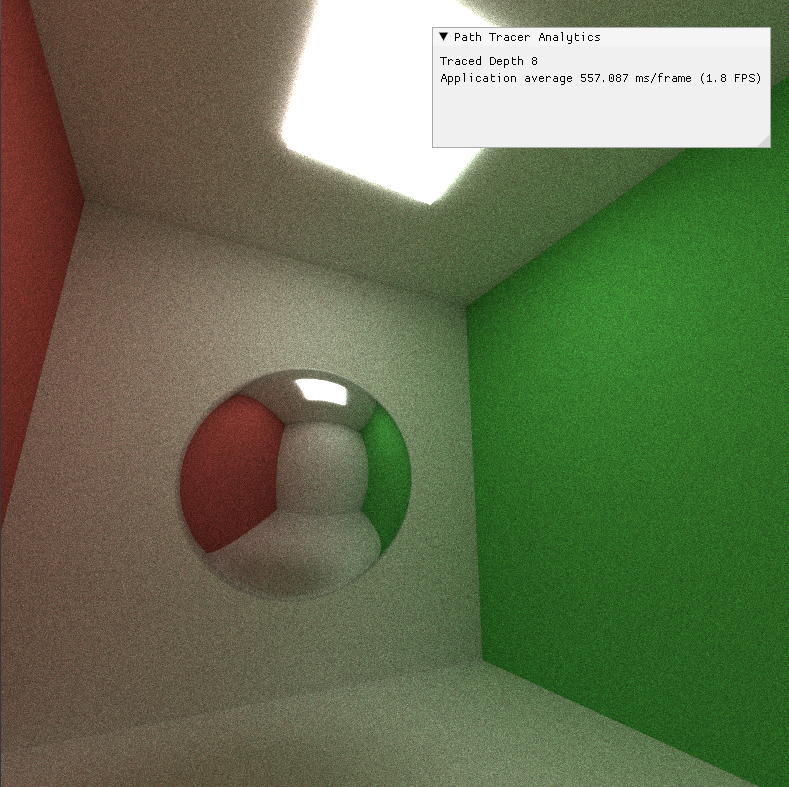 Path Tracer Analytics
Traced Depth 8
Application average 557.087 ms/frame (1.8 FPS)